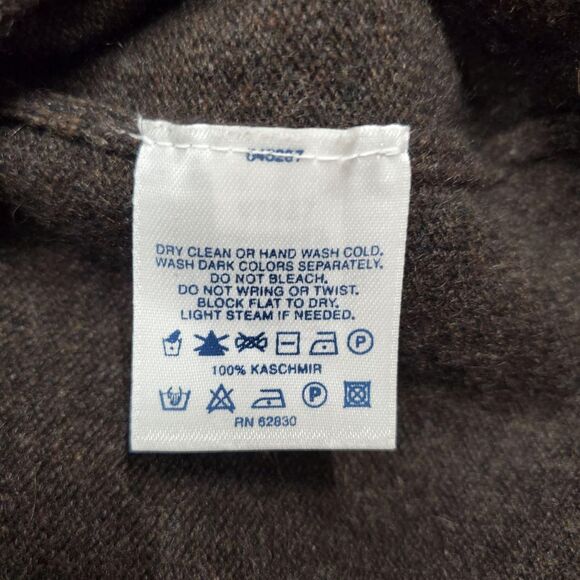 DRY CLEAN OR HAND WASH COLD.
WASH DARK COLORS SEPARATELY.
DO NOT BLEACH.
DO NOT WRING OR TWIST.
BLOCK FLAT TO DRY.
LIGHT STEAM IF NEEDED.
P
100% KASCHMIR
P
RN 62830